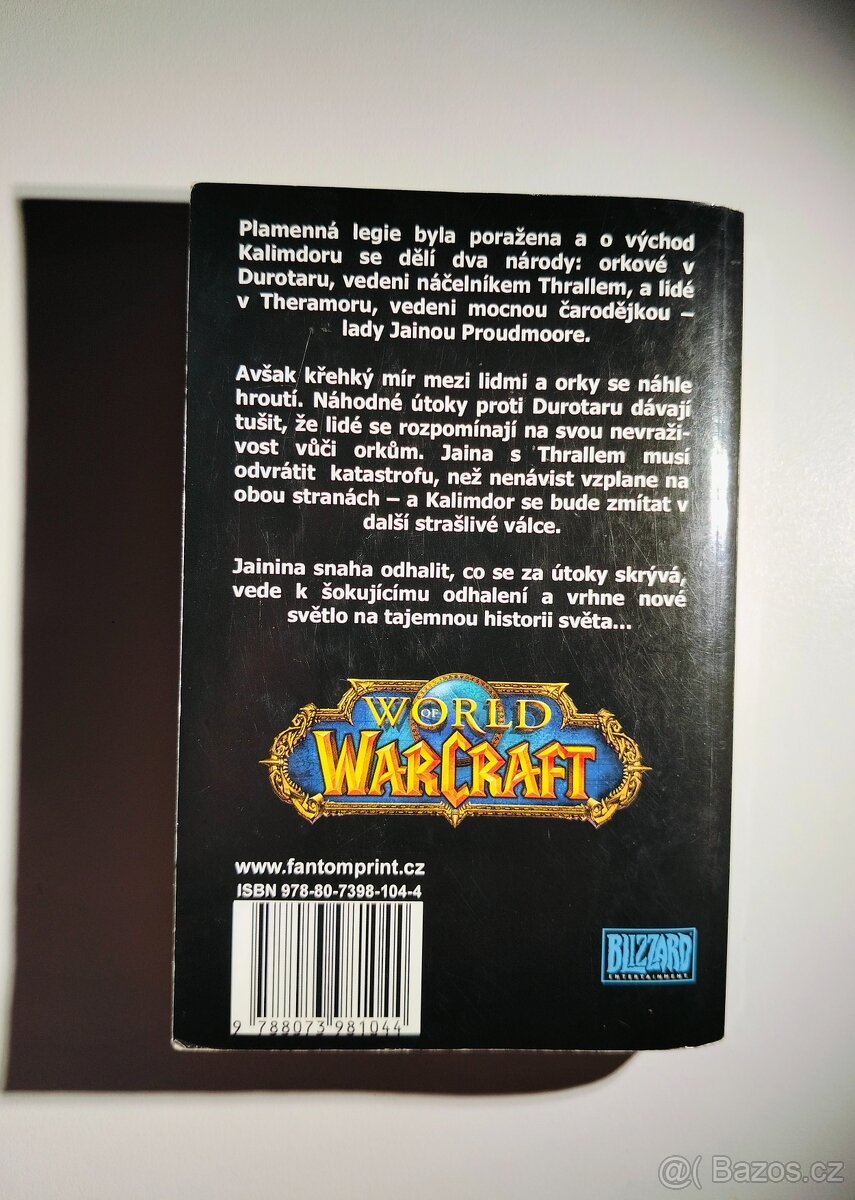 Plamenná legie byla poražena a o východ
Kalimdoru se dělí dva národy: orkové v
Durotaru, vedeni náčelníkem Thrallem, a lidé
v Theramoru, vedeni mocnou čarodějkou –
lady Jainou Proudmoore.
Avšak křehký mír mezi lidmi a orky se náhle
hroutí. Náhodné útoky proti Durotaru dávají
tušit, že lidé se rozpomínají na svou nevraži-
vost vůči orkům. Jaina s Thrallem musí
odvrátit katastrofu, než nenávist vzplane na
obou stranách – a Kalimdor se bude zmítat v
další strašlivé válce.
Jainina snaha odhalit, co se za útoky skrývá,
vede k šokujícímu odhalení a vrhne nové
světlo na tajemnou historii světa...
WORLD OF
WARCRAFT
www.fantomprint.cz
ISBN 978-80-7398-104-4
9 788073 981044
BLIZZARD
ENTERTAINMENT
@( Bazos.cz